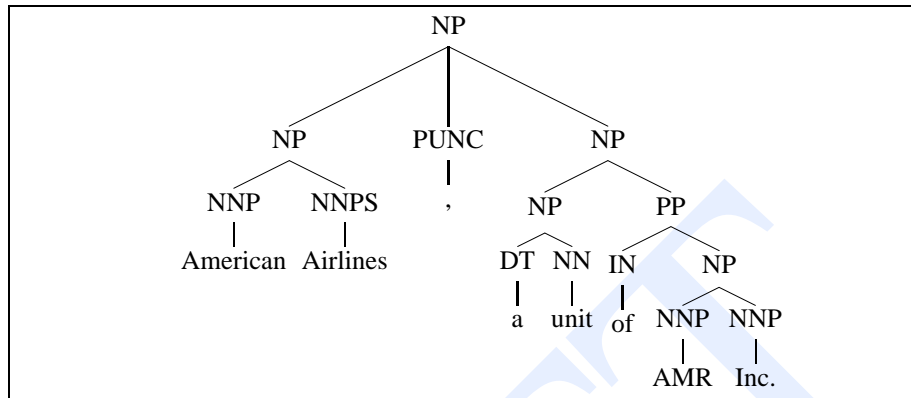 NP
NP PUNC NP
NNP NNPS , NP PP
American Airlines DT NN IN NP
a unit of NNP NNP
AMR Inc.